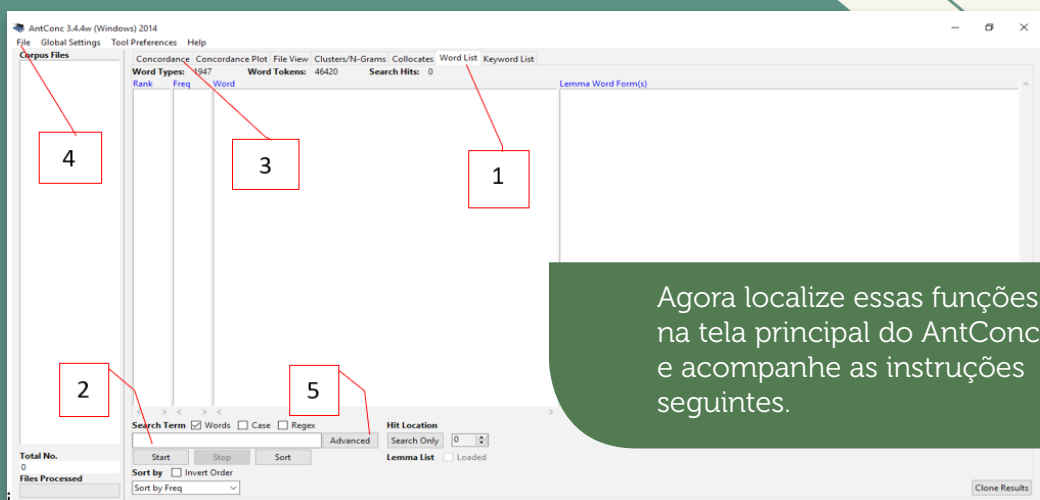 AntConc 3.4.4w (Windows) 2014
File Global Settings Tool Preferences Help
Corpus Files
Concordance Concordance Plot File View Clusters/N-Grams Collocates Word List Keyword List
Word Types: 1947 Word Tokens: 46420 Search Hits: 0
Rank Freq Word Lemma Word Form(s)
4
3
1
Agora localize essas funções
na tela principal do AntConc
e acompanhe as instruções
seguintes.
2
5
Search Term Words Case Regex Hit Location
Advanced Search Only 0
Total No. Start Stop Sort Lemma List Loaded
0
Sort by Invert Order
Files Processed
Sort by Freq Clone Results